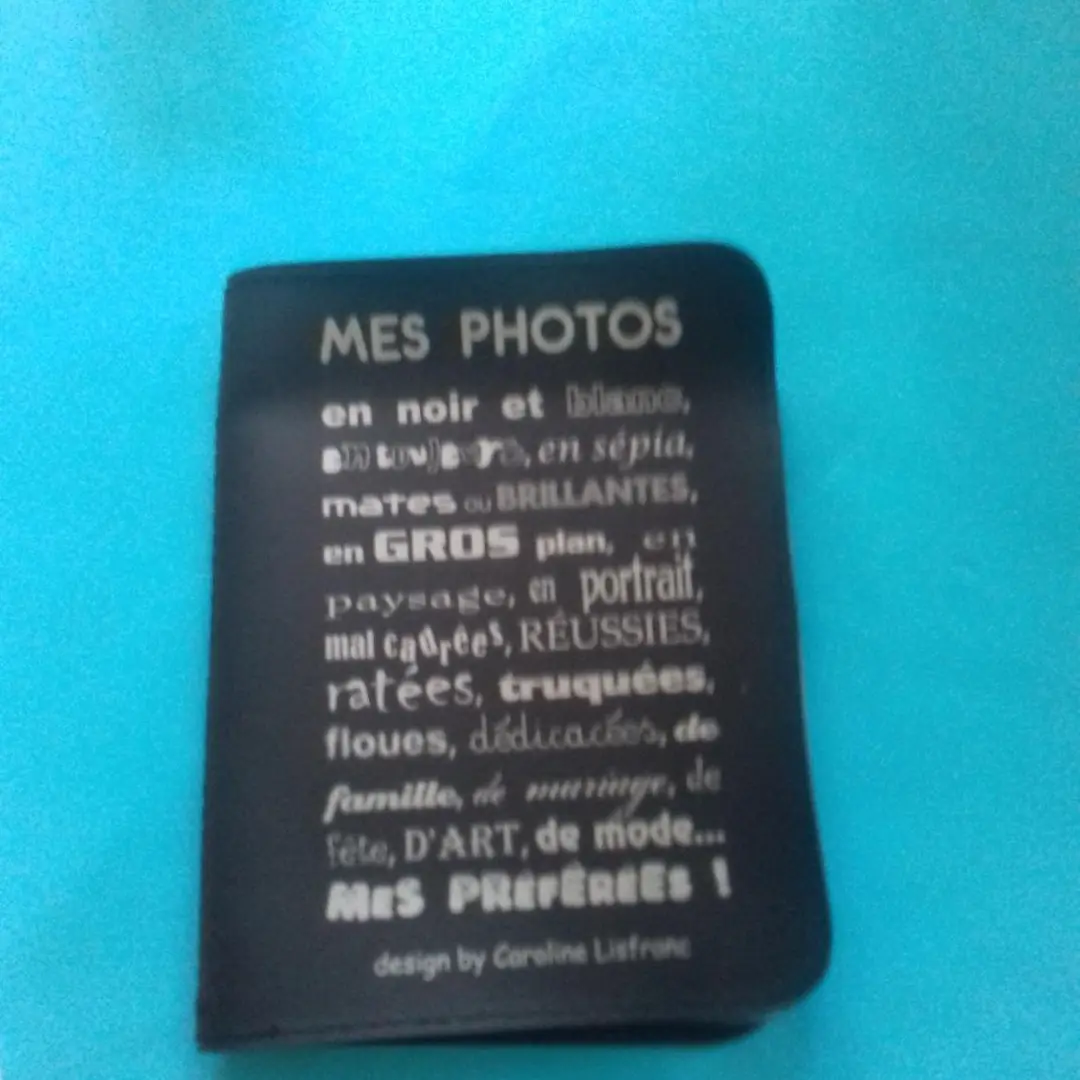 MES PHOTOS
en noir et blanc,
en couleurs, en sépia,
mates ou BRILLANTES,
en GROS plan, en
paysage, en portrait,
mal cadrées, RÉUSSIES,
ratées, truquées,
floues, dédicacées, de
famille, de mariage, de
fête, D'ART, de mode...
MES PRÉFÉRÉES !
design by Caroline Lisfranc